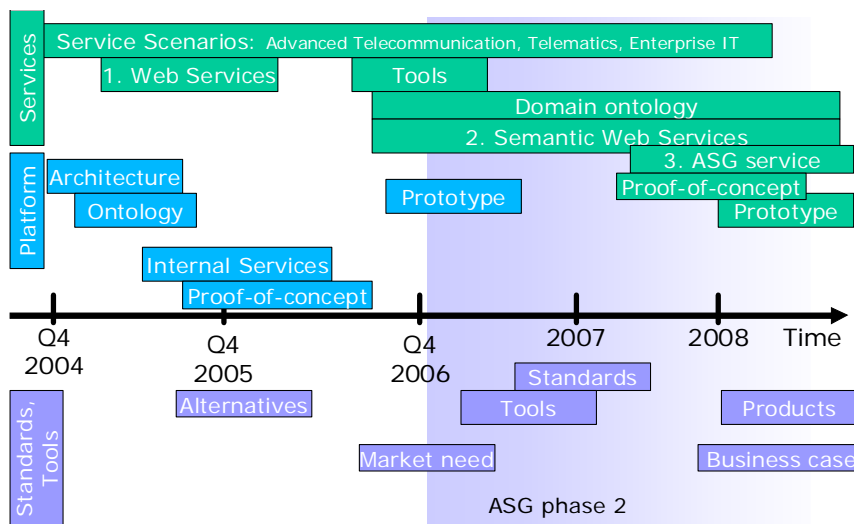 Services
Service Scenarios: Advanced Telecommunication, Telematics, Enterprise IT
1. Web Services
Tools
Domain ontology
2. Semantic Web Services
3. ASG service
Proof-of-concept
Prototype
Platform
Architecture
Ontology
Prototype
Internal Services
Proof-of-concept
Q4
2004
Q4
2005
Q4
2006
2007
2008
Time
Standards,
Tools
Alternatives
Standards
Tools
Products
Market need
Business case
ASG phase 2